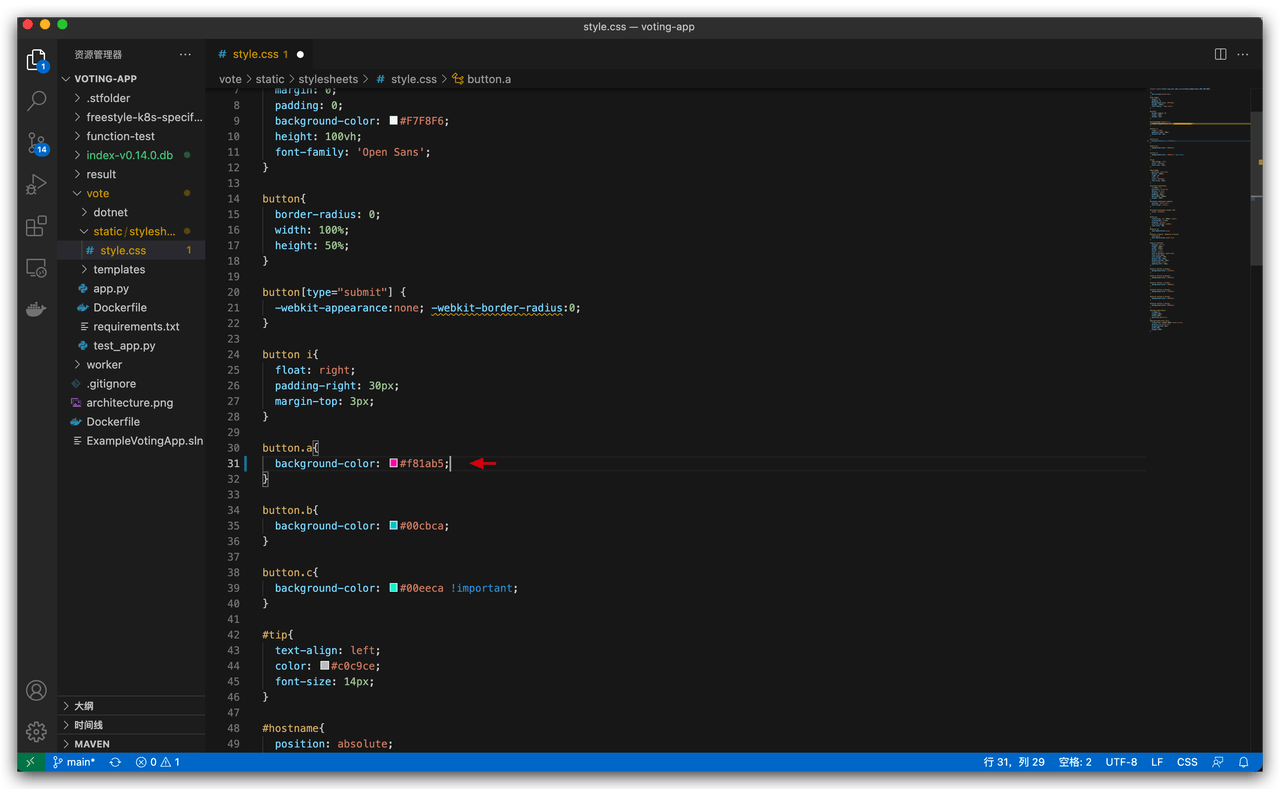 style.css — voting-app
资源管理器 ···
# style.css 1 ●
1
14
vote > static > stylesheets > # style.css > button.a
VOTING-APP
.stfolder
freestyle-k8s-specif...
function-test
index-v0.14.0.db
result
vote
dotnet
static/stylesh...
# style.css 1
templates
app.py
Dockerfile
requirements.txt
test_app.py
worker
.gitignore
architecture.png
Dockerfile
ExampleVotingApp.sln
大纲
时间线
MAVEN
7 margin: 0;
8 padding: 0;
9 background-color: #F7F8F6;
10 height: 100vh;
11 font-family: 'Open Sans';
12 }
13
14 button{
15 border-radius: 0;
16 width: 100%;
17 height: 50%;
18 }
19
20 button[type="submit"] {
21 -webkit-appearance:none; -webkit-border-radius:0;
22 }
23
24 button i{
25 float: right;
26 padding-right: 30px;
27 margin-top: 3px;
28 }
29
30 button.a{
31 background-color: #f81ab5;
32 }
33
34 button.b{
35 background-color: #00cbca;
36 }
37
38 button.c{
39 background-color: #00eeca !important;
40 }
41
42 #tip{
43 text-align: left;
44 color: #c0c9ce;
45 font-size: 14px;
46 }
47
48 #hostname{
49 position: absolute;
main* 0 1
行 31，列 29 空格: 2 UTF-8 LF CSS